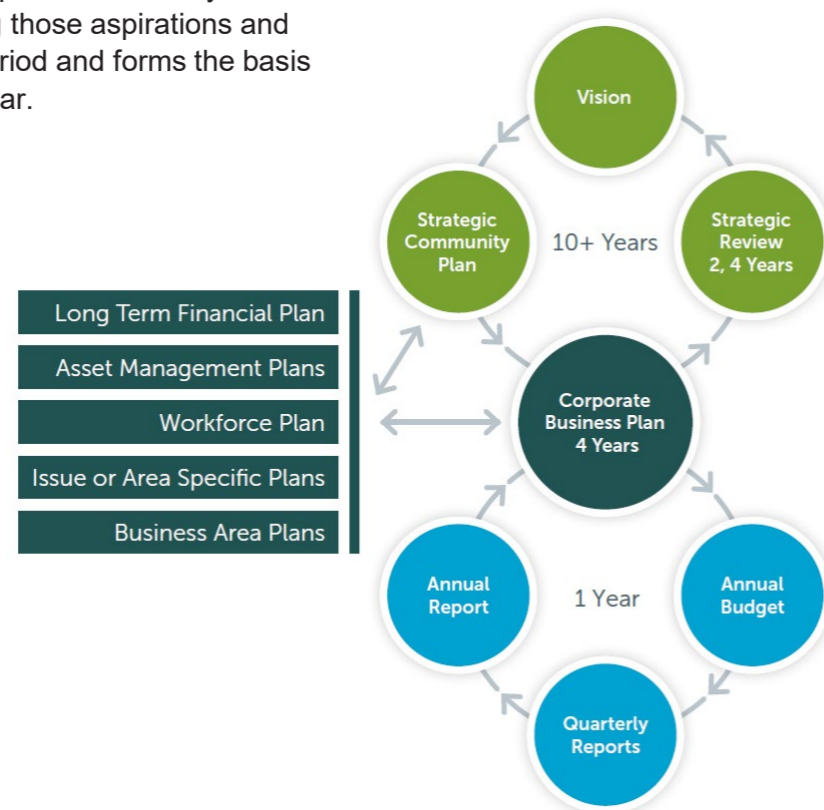 g those aspirations and
riod and forms the basis
ar.
Vision
Strategic
Community
Plan
10+ Years
Strategic
Review
2, 4 Years
Long Term Financial Plan
Asset Management Plans
Workforce Plan
Issue or Area Specific Plans
Business Area Plans
Corporate
Business Plan
4 Years
Annual
Report
1 Year
Annual
Budget
Quarterly
Reports